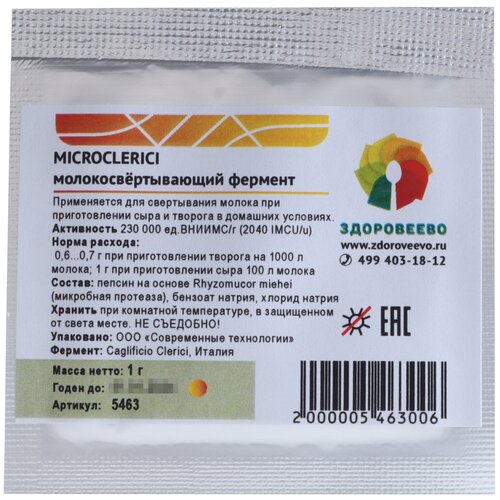 MICROCLERICI
молокосвёртывающий фермент
Применяется для свертывания молока при
приготовлении сыра и творога в домашних условиях.
Активность 230 000 ед.ВНИИМС/г (2040 IMCU/u)
Норма расхода:
0,6...0,7 г при приготовлении творога на 1000 л
молока; 1 г при приготовлении сыра 100 л молока
Состав: пепсин на основе Rhyzomucor miehei
(микробная протеаза), бензоат натрия, хлорид натрия
Хранить при комнатной температуре, в защищенном
от света месте. НЕ СЪЕДОБНО!
Упаковано: ООО «Современные технологии»
Фермент: Caglificio Clerici, Италия
Масса нетто: 1 г
Годен до:
Артикул: 5463
ЗДОРОВЕЕВО
www.zdoroveevo.ru
499 403-18-12
ЕАС
2 000005 463006